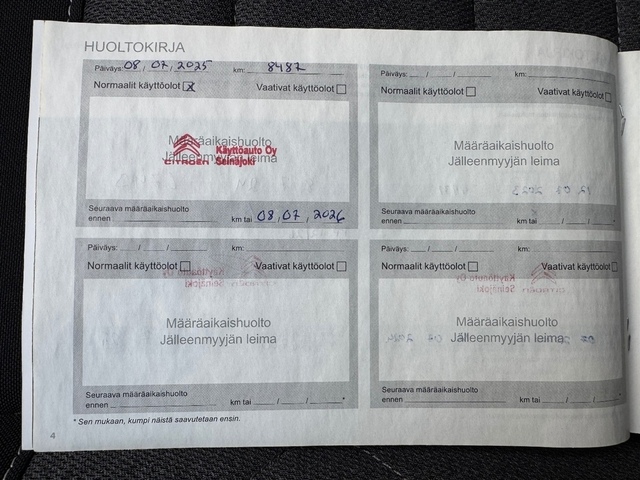 HUOLTOKIRJA
Päiväys: 08, 07, 2025 km: 8487
Normaalit käyttöolot X Vaativat käyttöolot
Määräaikaishuolto
Jälleenmyyjän leima
CITROËN Käyttöauto Oy
Seinäjoki
Seuraava määräaikaishuolto
ennen km tai 08, 07, 2026
Päiväys: / / km:
Normaalit käyttöolot Vaativat käyttöolot
Määräaikaishuolto
Jälleenmyyjän leima
Seuraava määräaikaishuolto
ennen km tai / / *
Päiväys: / / km:
Normaalit käyttöolot Vaativat käyttöolot
Määräaikaishuolto
Jälleenmyyjän leima
Seuraava määräaikaishuolto
ennen km tai / / *
Päiväys: / / km:
Normaalit käyttöolot Vaativat käyttöolot
Määräaikaishuolto
Jälleenmyyjän leima
Seuraava määräaikaishuolto
ennen km tai / /
* Sen mukaan, kumpi näistä saavutetaan ensin.
4